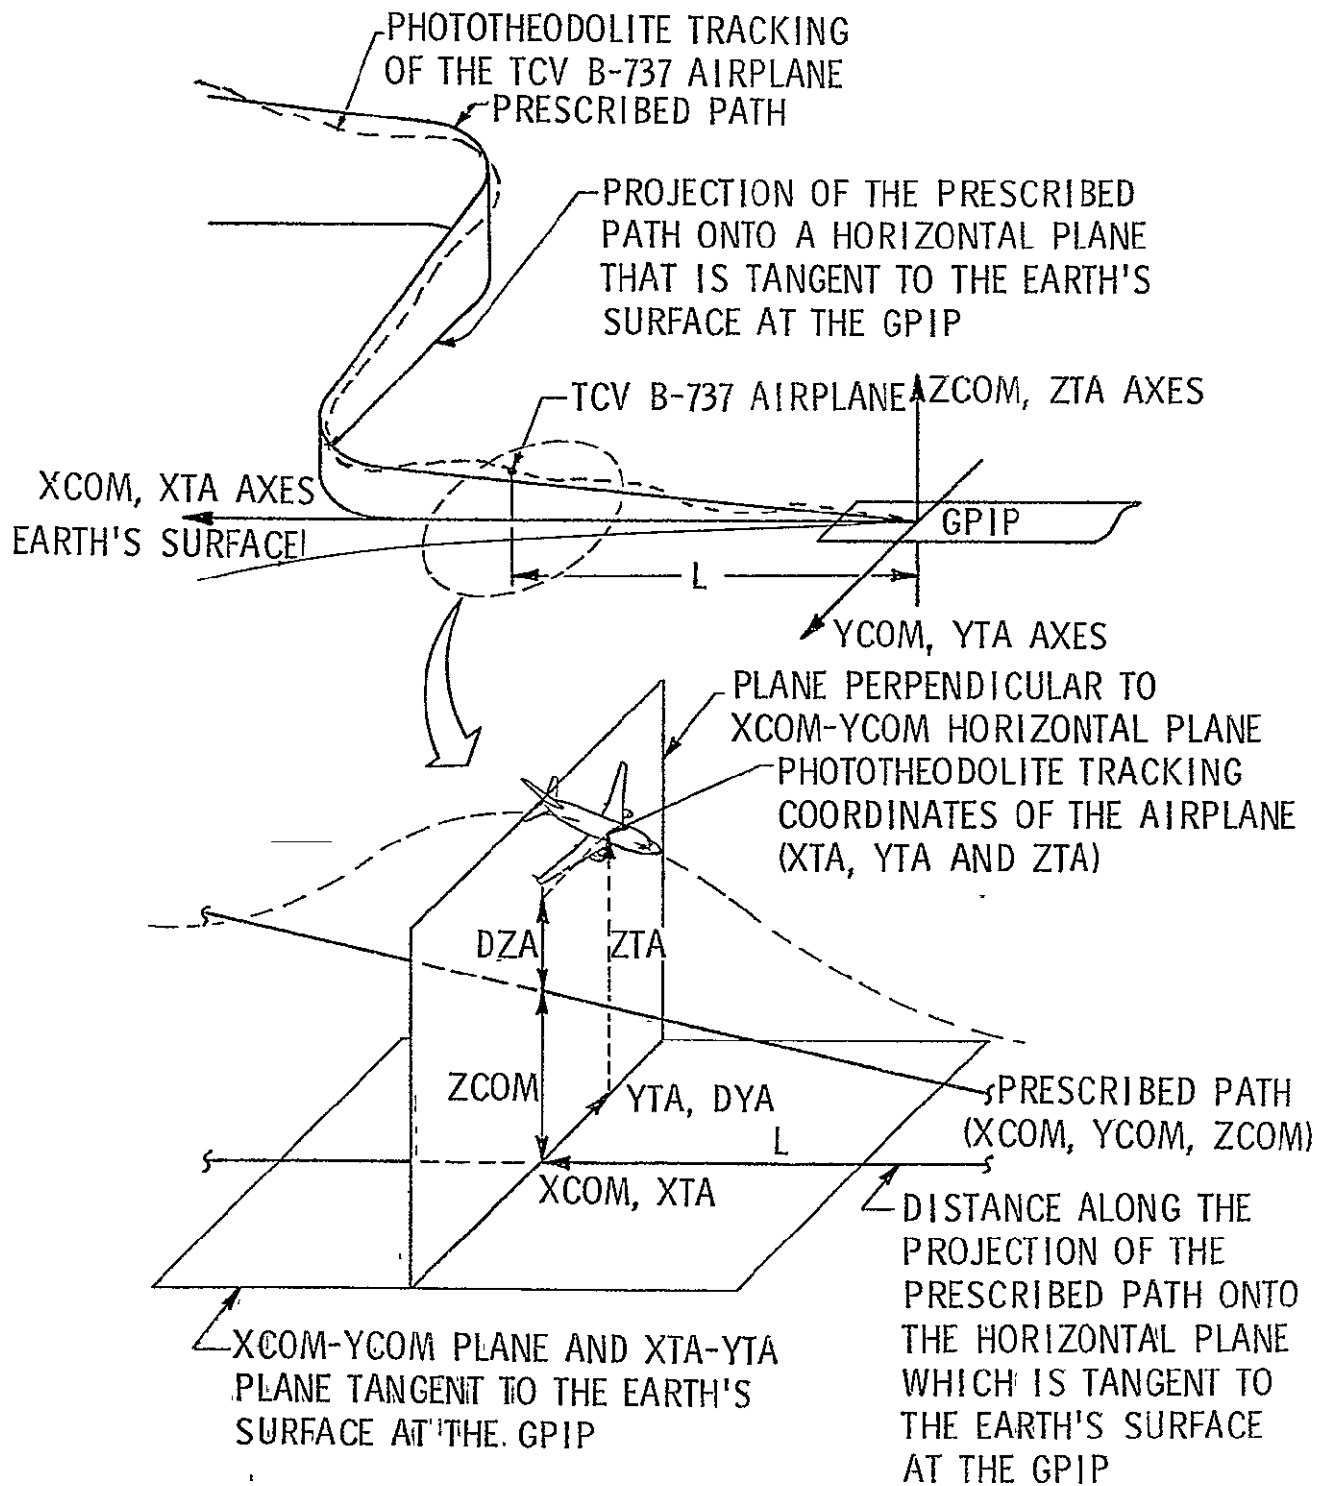 PHOTOTHEODOLITE TRACKING
OF THE TCV B-737 AIRPLANE
PRESCRIBED PATH
PROJECTION OF THE PRESCRIBED
PATH ONTO A HORIZONTAL PLANE
THAT IS TANGENT TO THE EARTH'S
SURFACE AT THE GPIP
TCV B-737 AIRPLANE
ZCOM, ZTA AXES
XCOM, XTA AXES
EARTH'S SURFACE
GPIP
L
YCOM, YTA AXES
PLANE PERPENDICULAR TO
XCOM-YCOM HORIZONTAL PLANE
PHOTOTHEODOLITE TRACKING
COORDINATES OF THE AIRPLANE
(XTA, YTA AND ZTA)
DZA
ZTA
ZCOM
YTA, DYA
PRESCRIBED PATH
(XCOM, YCOM, ZCOM)
L
XCOM, XTA
DISTANCE ALONG THE
PROJECTION OF THE
PRESCRIBED PATH ONTO
THE HORIZONTAL PLANE
WHICH IS TANGENT TO
THE EARTH'S SURFACE
AT THE GPIP
XCOM-YCOM PLANE AND XTA-YTA
PLANE TANGENT TO THE EARTH'S
SURFACE AT THE GPIP